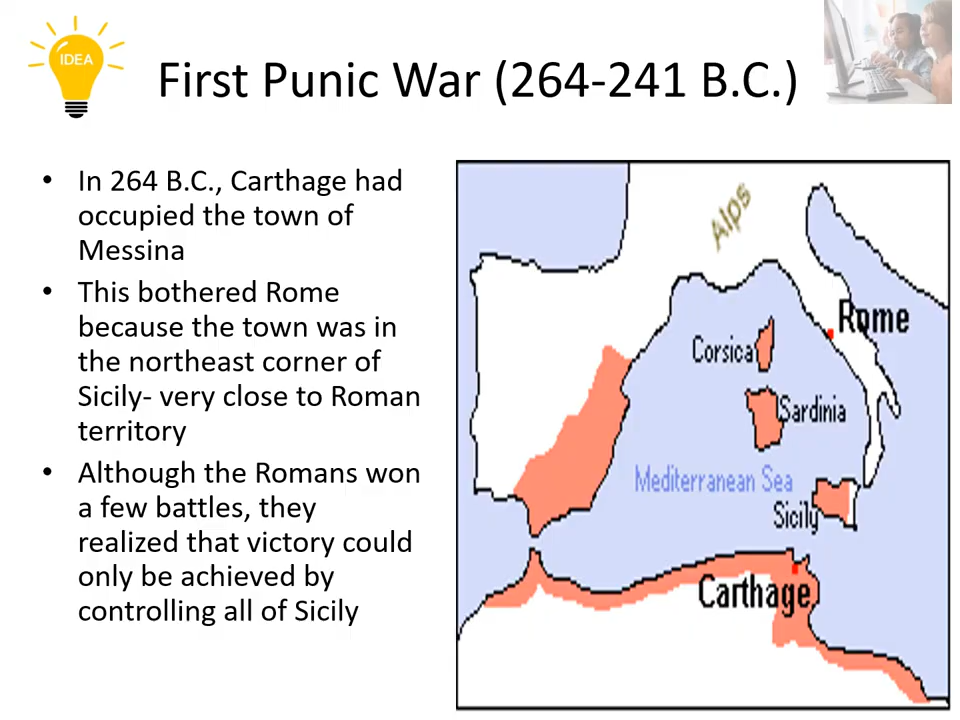 IDEA
First Punic War (264-241 B.C.)
• In 264 B.C., Carthage had
occupied the town of
Messina
• This bothered Rome
because the town was in
the northeast corner of
Sicily- very close to Roman
territory
• Although the Romans won
a few battles, they
realized that victory could
only be achieved by
controlling all of Sicily
Alps
Rome
Corsica
Sardinia
Mediterranean Sea
Sicily
Carthage